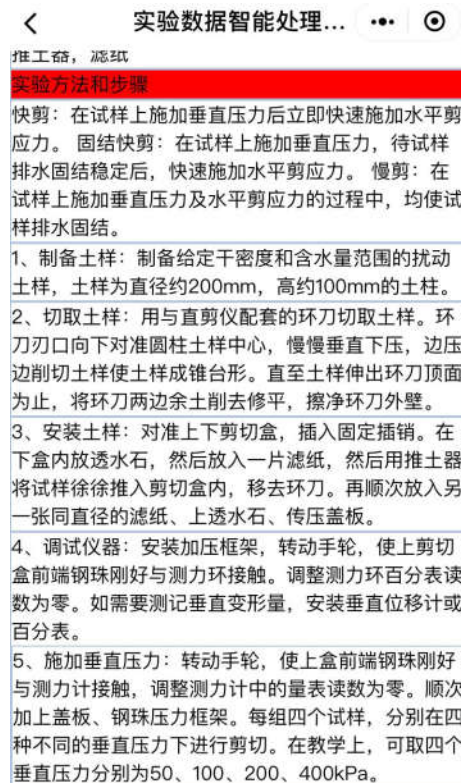 实验数据智能处理...
推土器，滤纸
实验方法和步骤
快剪：在试样上施加垂直压力后立即快速施加水平剪
应力。 固结快剪：在试样上施加垂直压力，待试样
排水固结稳定后，快速施加水平剪应力。 慢剪：在
试样上施加垂直压力及水平剪应力的过程中，均使试
样排水固结。
1、制备土样：制备给定干密度和含水量范围的扰动
土样，土样为直径约200mm，高约100mm的土柱。
2、切取土样：用与直剪仪配套的环刀切取土样。环
刀刃口向下对准圆柱土样中心，慢慢垂直下压，边压
边削切土样使土样成锥台形。直至土样伸出环刀顶面
为止，将环刀两边余土削去修平，擦净环刀外壁。
3、安装土样：对准上下剪切盒，插入固定插销。在
下盒内放透水石，然后放入一片滤纸，然后用推土器
将试样徐徐推入剪切盒内，移去环刀。再顺次放入另
一张同直径的滤纸、上透水石、传压盖板。
4、调试仪器：安装加压框架，转动手轮，使上剪切
盒前端钢珠刚好与测力环接触。调整测力环百分表读
数为零。如需要测记垂直变形量，安装垂直位移计或
百分表。
5、施加垂直压力：转动手轮，使上盒前端钢珠刚好
与测力计接触，调整测力计中的量表读数为零。顺次
加上盖板、钢珠压力框架。每组四个试样，分别在四
种不同的垂直压力下进行剪切。在教学上，可取四个
垂直压力分别为50、100、200、400kPa。